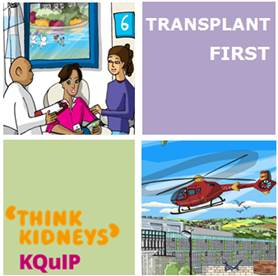 6
TRANSPLANT
FIRST
‘THINK
KIDNEYS’
KQuIP